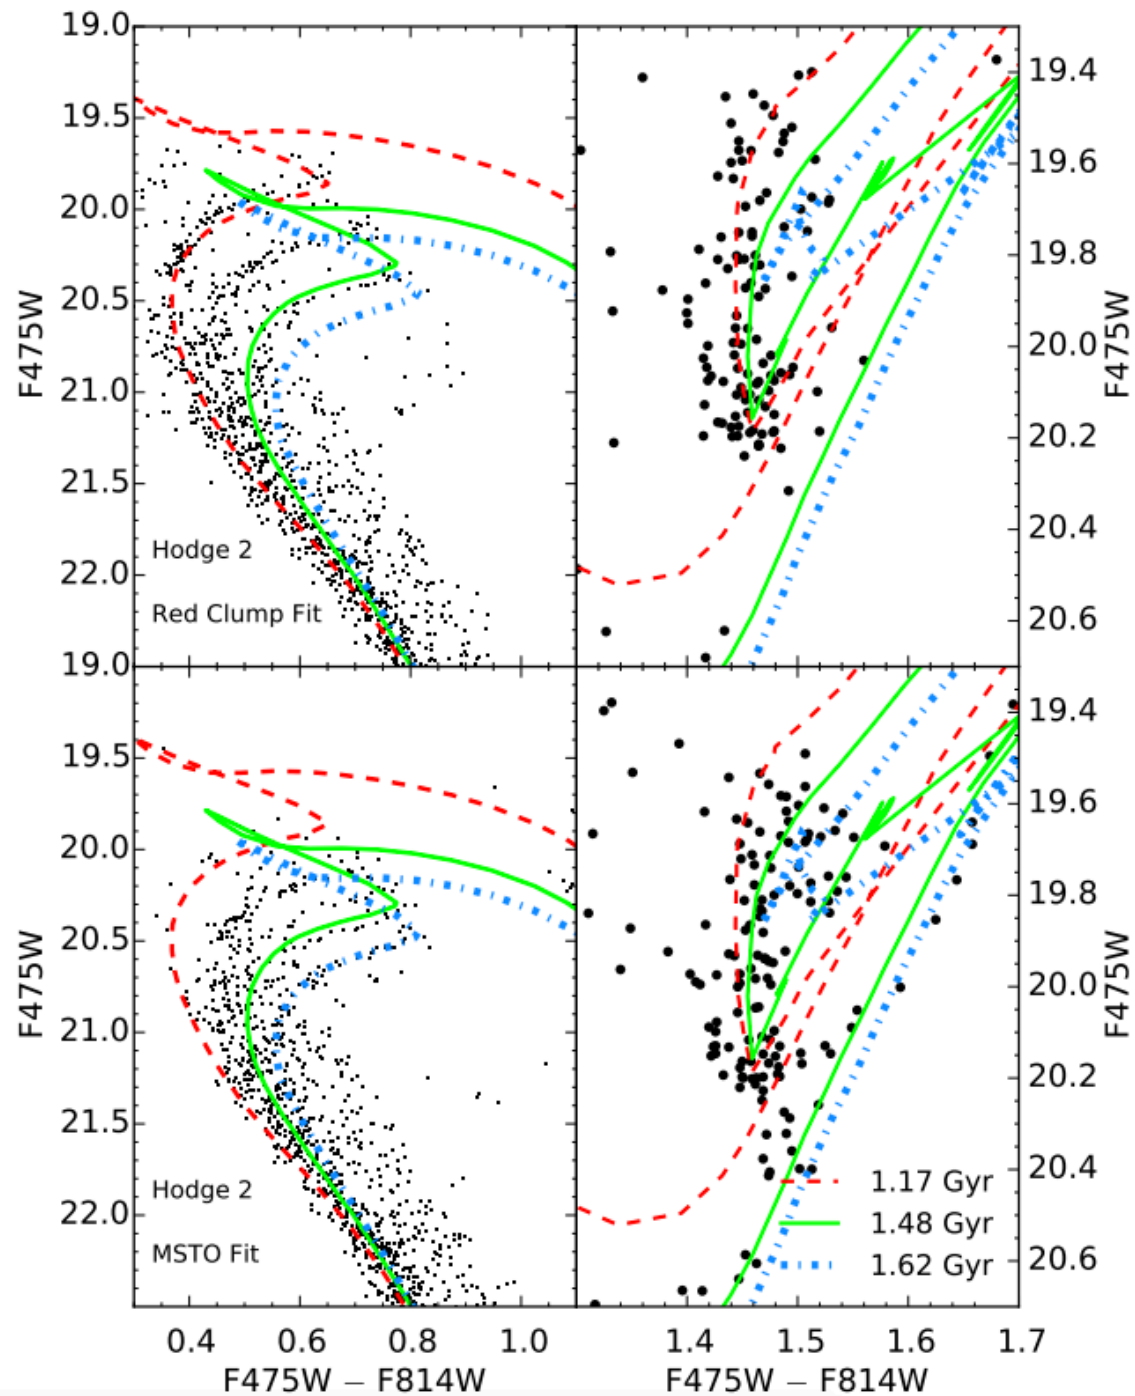 19.0
19.5
20.0
20.5
21.0
21.5
22.0
F475W
Hodge 2
Red Clump Fit
19.4
19.6
19.8
20.0
20.2
20.4
20.6
F475W
19.0
19.5
20.0
20.5
21.0
21.5
22.0
F475W
Hodge 2
MSTO Fit
19.4
19.6
19.8
20.0
20.2
20.4
20.6
F475W
1.17 Gyr
1.48 Gyr
1.62 Gyr
0.4 0.6 0.8 1.0
1.4 1.5 1.6 1.7
F475W − F814W
F475W − F814W